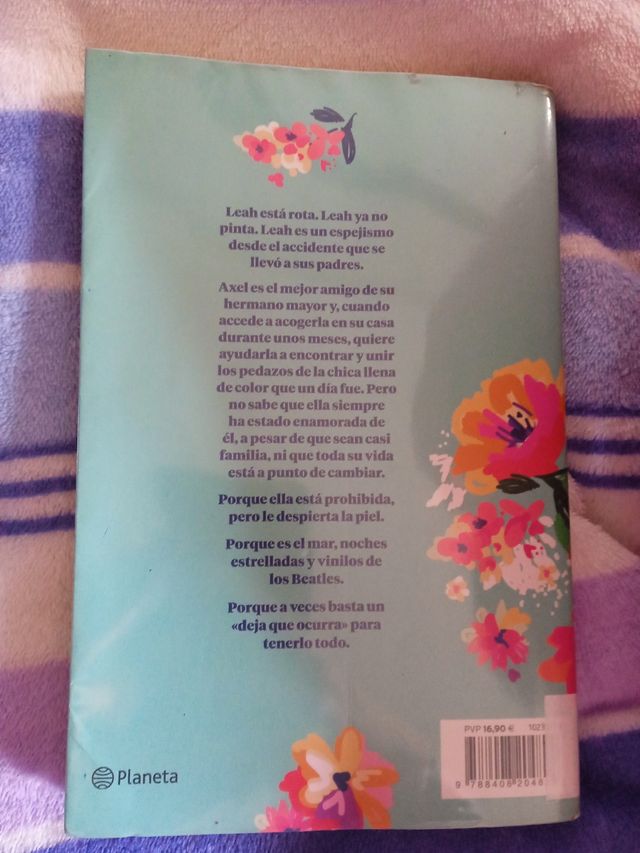 Leah está rota. Leah ya no
pinta. Leah es un espejismo
desde el accidente que se
llevó a sus padres.
Axel es el mejor amigo de su
hermano mayor y, cuando
accede a acogerla en su casa
durante unos meses, quiere
ayudarla a encontrar y unir
los pedazos de la chica llena
de color que un día fue. Pero
no sabe que ella siempre
ha estado enamorada de
él, a pesar de que sean casi
familia, ni que toda su vida
está a punto de cambiar.
Porque ella está prohibida,
pero le despierta la piel.
Porque es el mar, noches
estrelladas y vinilos de
los Beatles.
Porque a veces basta un
«deja que ocurra» para
tenerlo todo.
PVP 16,90 € 1023
9 788408 20461
Planeta